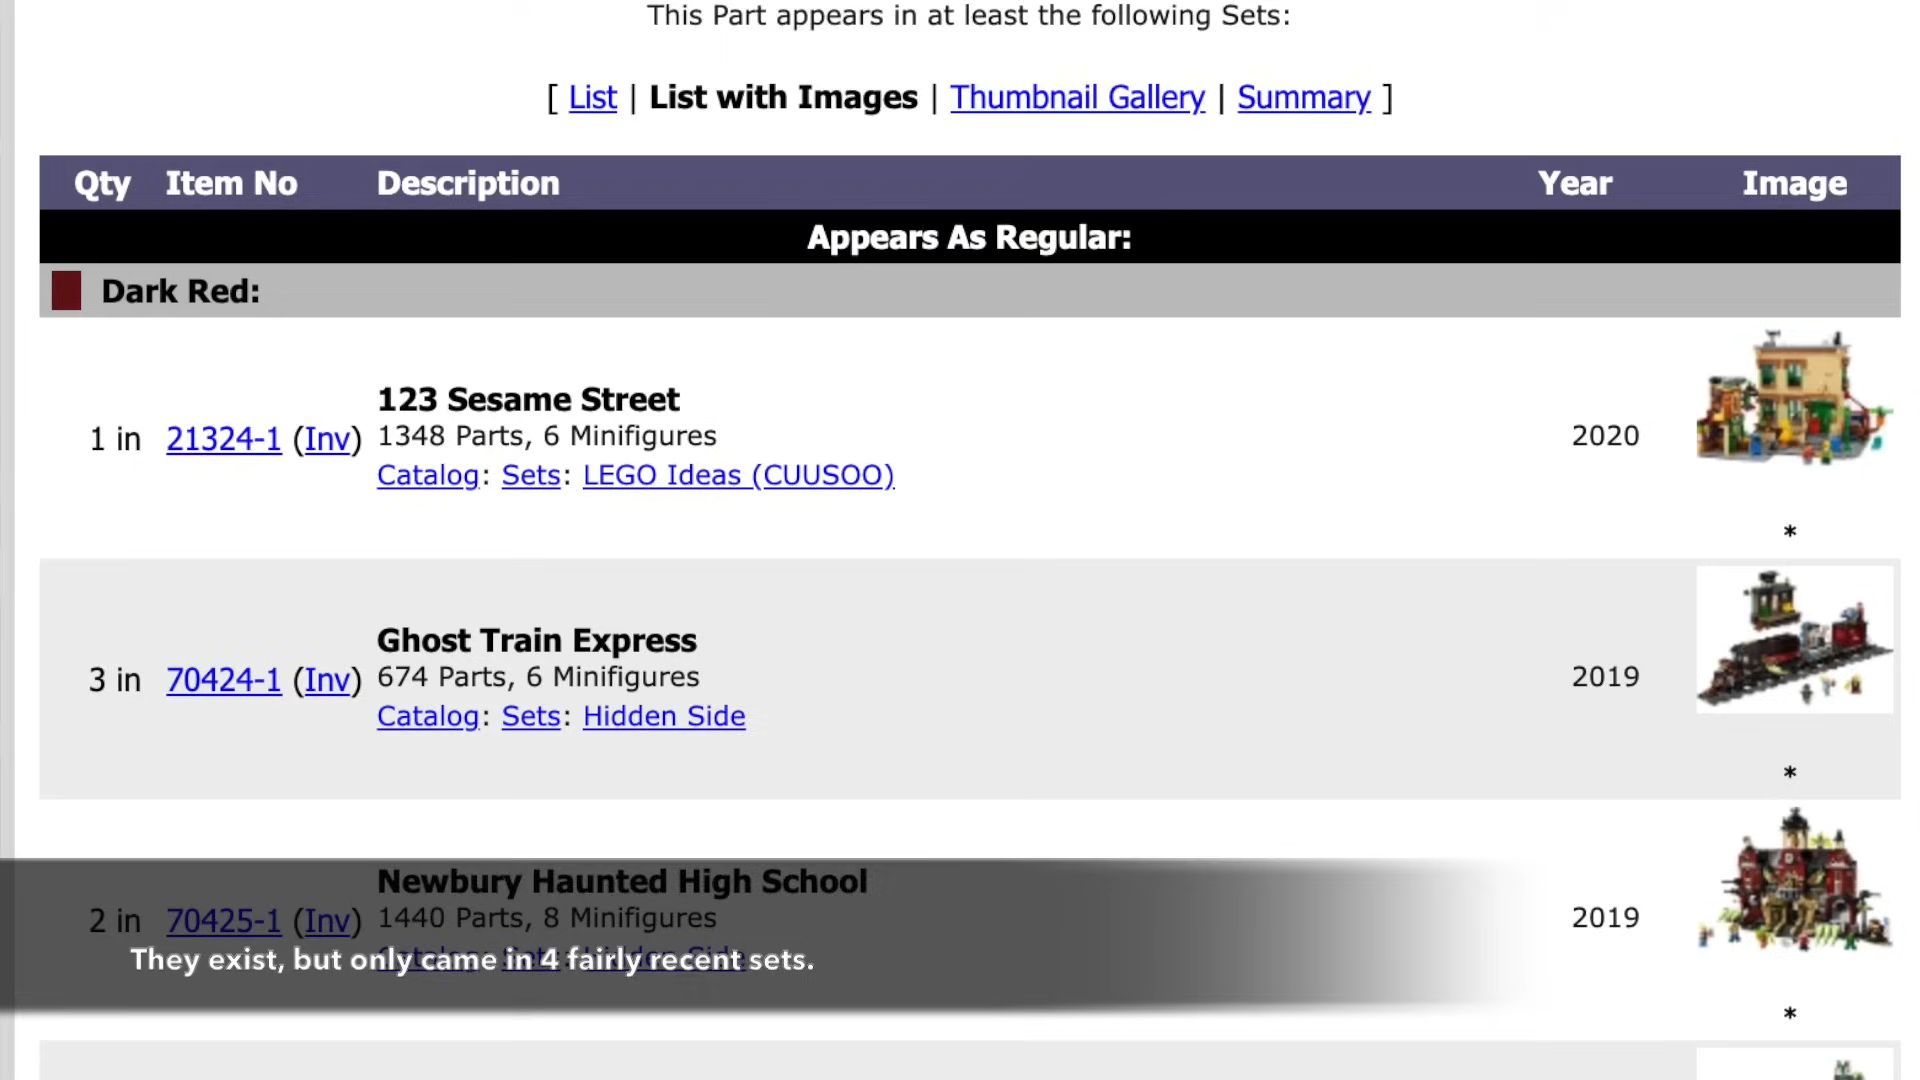 This Part appears in at least the following Sets:
[ List | List with Images | Thumbnail Gallery | Summary ]
Qty Item No Description Year Image
Appears As Regular:
Dark Red:
123 Sesame Street
1 in 21324-1 (Inv) 1348 Parts, 6 Minifigures 2020
Catalog: Sets: LEGO Ideas (CUUSOO)
*
Ghost Train Express
3 in 70424-1 (Inv) 674 Parts, 6 Minifigures 2019
Catalog: Sets: Hidden Side
*
Newbury Haunted High School
2 in 70425-1 (Inv) 1440 Parts, 8 Minifigures 2019
They exist, but only came in 4 fairly recent sets.
*